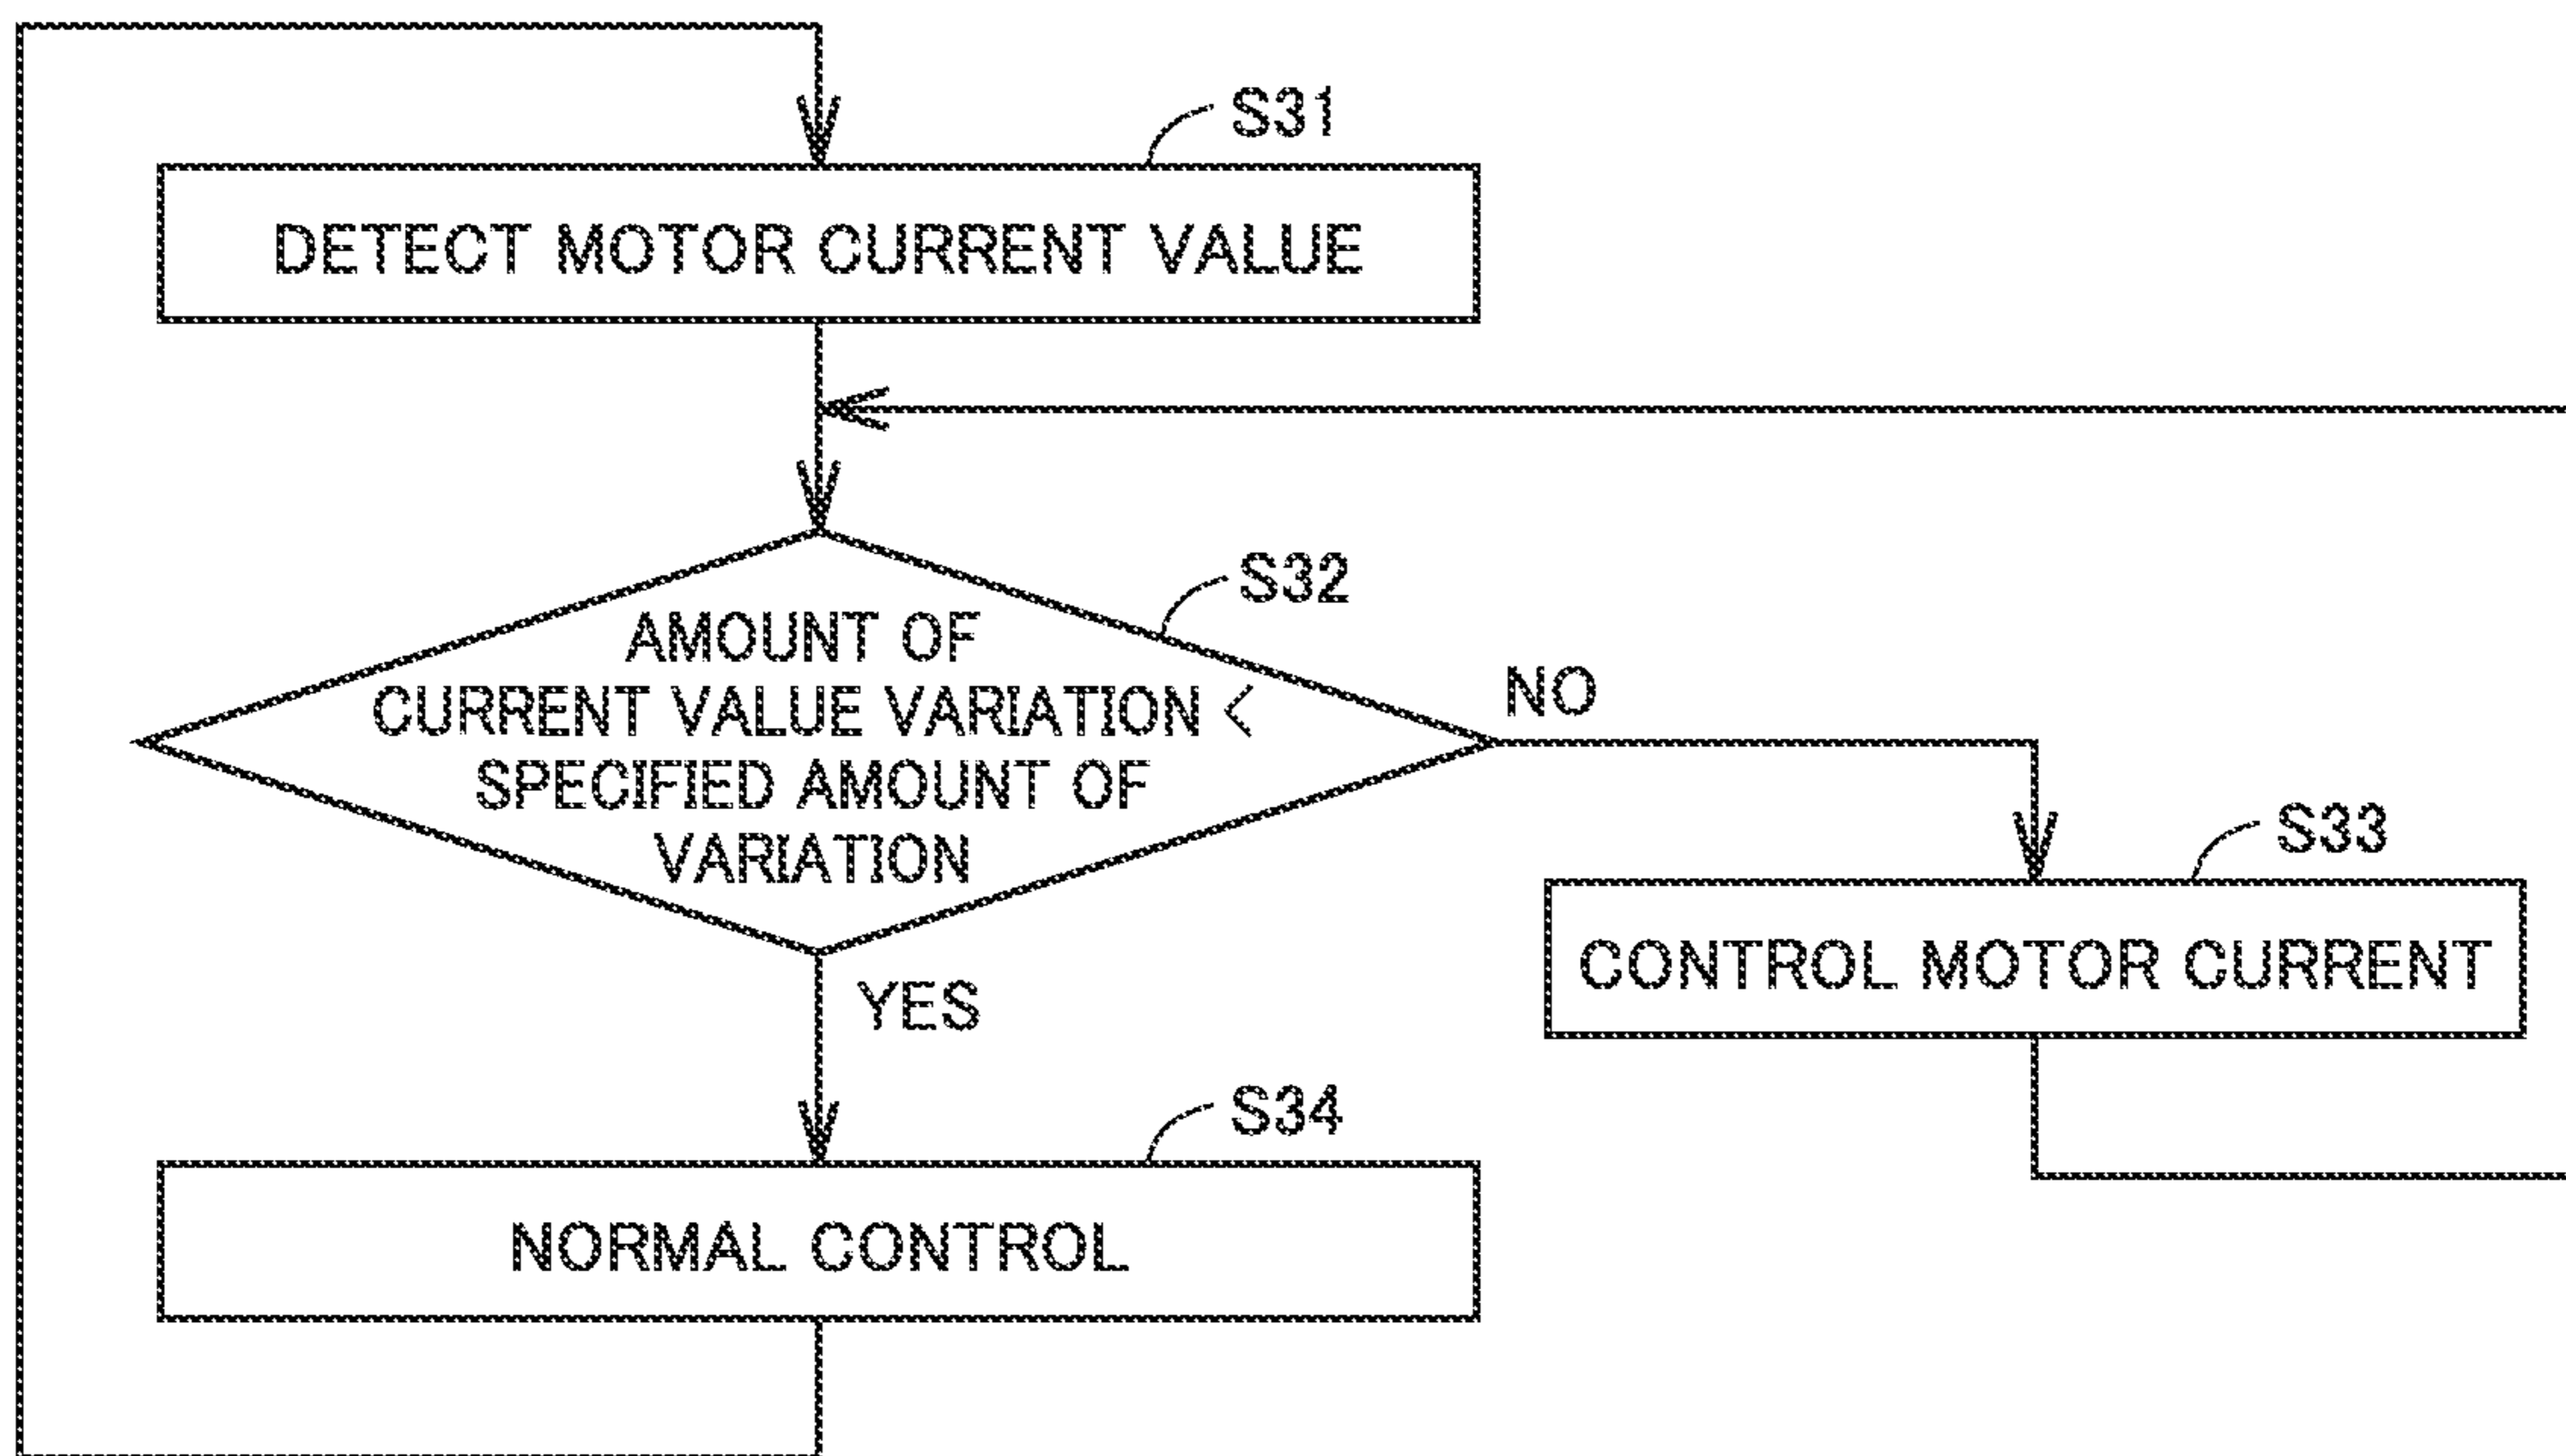 S31
DETECT MOTOR CURRENT VALUE
S32
AMOUNT OF
CURRENT VALUE VARIATION <
SPECIFIED AMOUNT OF
VARIATION
NO
S33
CONTROL MOTOR CURRENT
YES
S34
NORMAL CONTROL